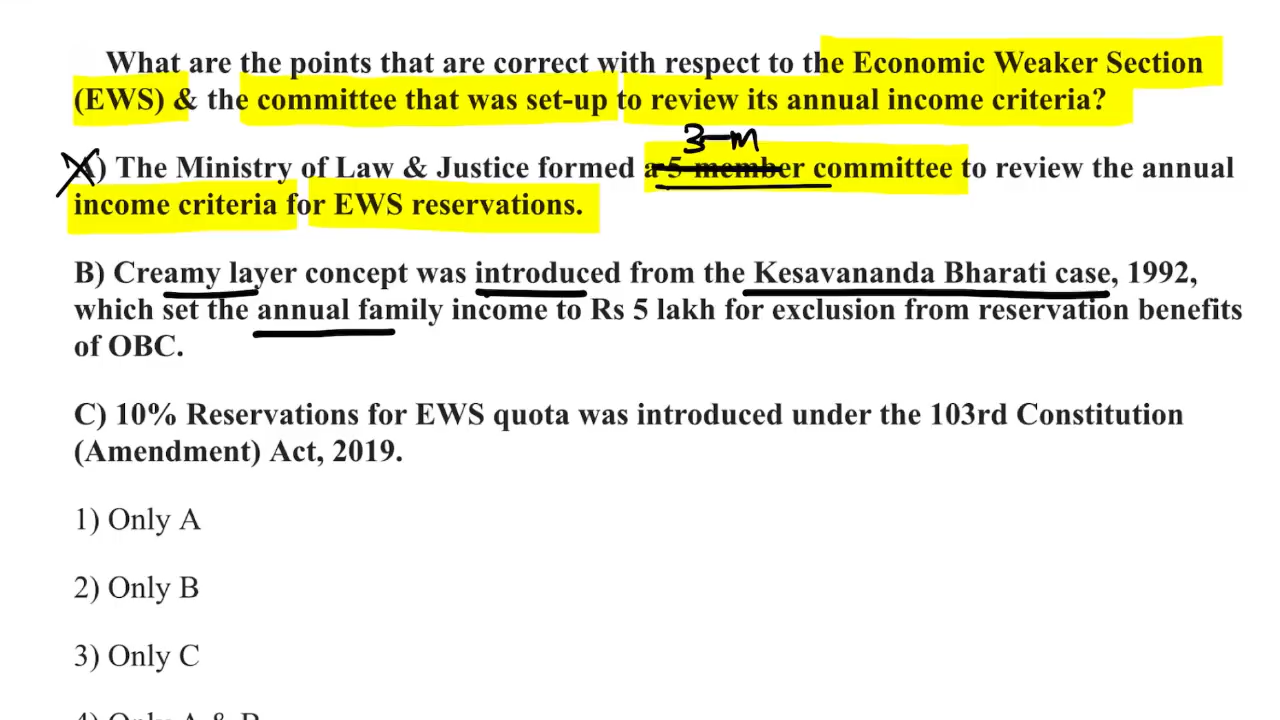 What are the points that are correct with respect to the Economic Weaker Section
(EWS) & the committee that was set-up to review its annual income criteria?
3-m
A) The Ministry of Law & Justice formed a 5-member committee to review the annual
income criteria for EWS reservations.
B) Creamy layer concept was introduced from the Kesavananda Bharati case, 1992,
which set the annual family income to Rs 5 lakh for exclusion from reservation benefits
of OBC.
C) 10% Reservations for EWS quota was introduced under the 103rd Constitution
(Amendment) Act, 2019.
1) Only A
2) Only B
3) Only C
4) Only A & B